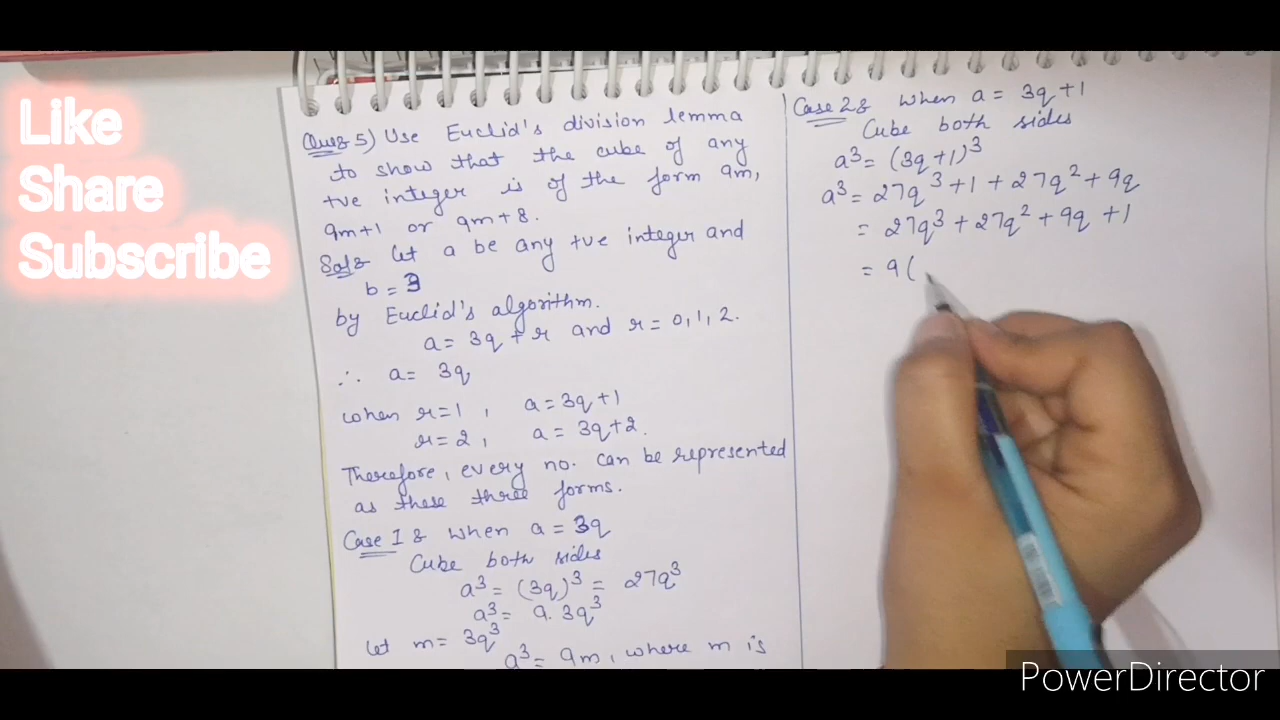 Like
Share
Subscribe
Ques 5) Use Euclid's division lemma
to show that the cube of any
+ve integer is of the form 9m,
9m+1 or 9m+8.
Sol: let a be any +ve integer and
b = 3
by Euclid's algorithm.
a = 3q + r and r = 0, 1, 2.
∴ a = 3q
when r=1, a = 3q+1
r=2, a = 3q+2.
Therefore, every no. can be represented
as these three forms.
Case 1: when a = 3q
Cube both sides
a³ = (3q)³ = 27q³
a³ = 9.3q³
let m = 3q³
a³ = 9m, where m is
Case 2: when a = 3q+1
Cube both sides
a³ = (3q+1)³
a³ = 27q³+1+27q²+9q
= 27q³+27q²+9q+1
= 9(
PowerDirector